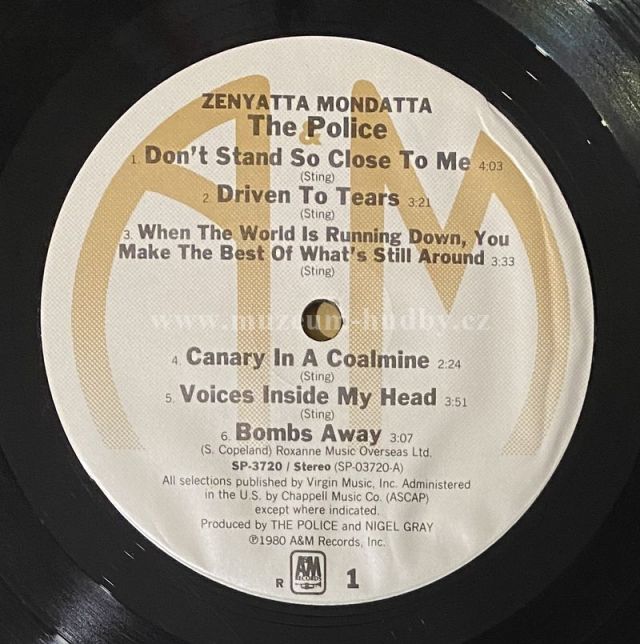 A&M
ZENYATTA MONDATTA
The Police
1. Don't Stand So Close To Me 4:03
(Sting)
2. Driven To Tears 3:21
(Sting)
3. When The World Is Running Down, You
Make The Best Of What's Still Around 3:33
(Sting)
www.muzeum-hudby.cz
4. Canary In A Coalmine 2:24
(Sting)
5. Voices Inside My Head 3:51
(Sting)
6. Bombs Away 3:07
(S. Copeland) Roxanne Music Overseas Ltd.
SP-3720 / Stereo (SP-03720-A)
All selections published by Virgin Music, Inc. Administered
in the U.S. by Chappell Music Co. (ASCAP)
except where indicated.
Produced by THE POLICE and NIGEL GRAY
℗1980 A&M Records, Inc.
R A&M RECORDS 1